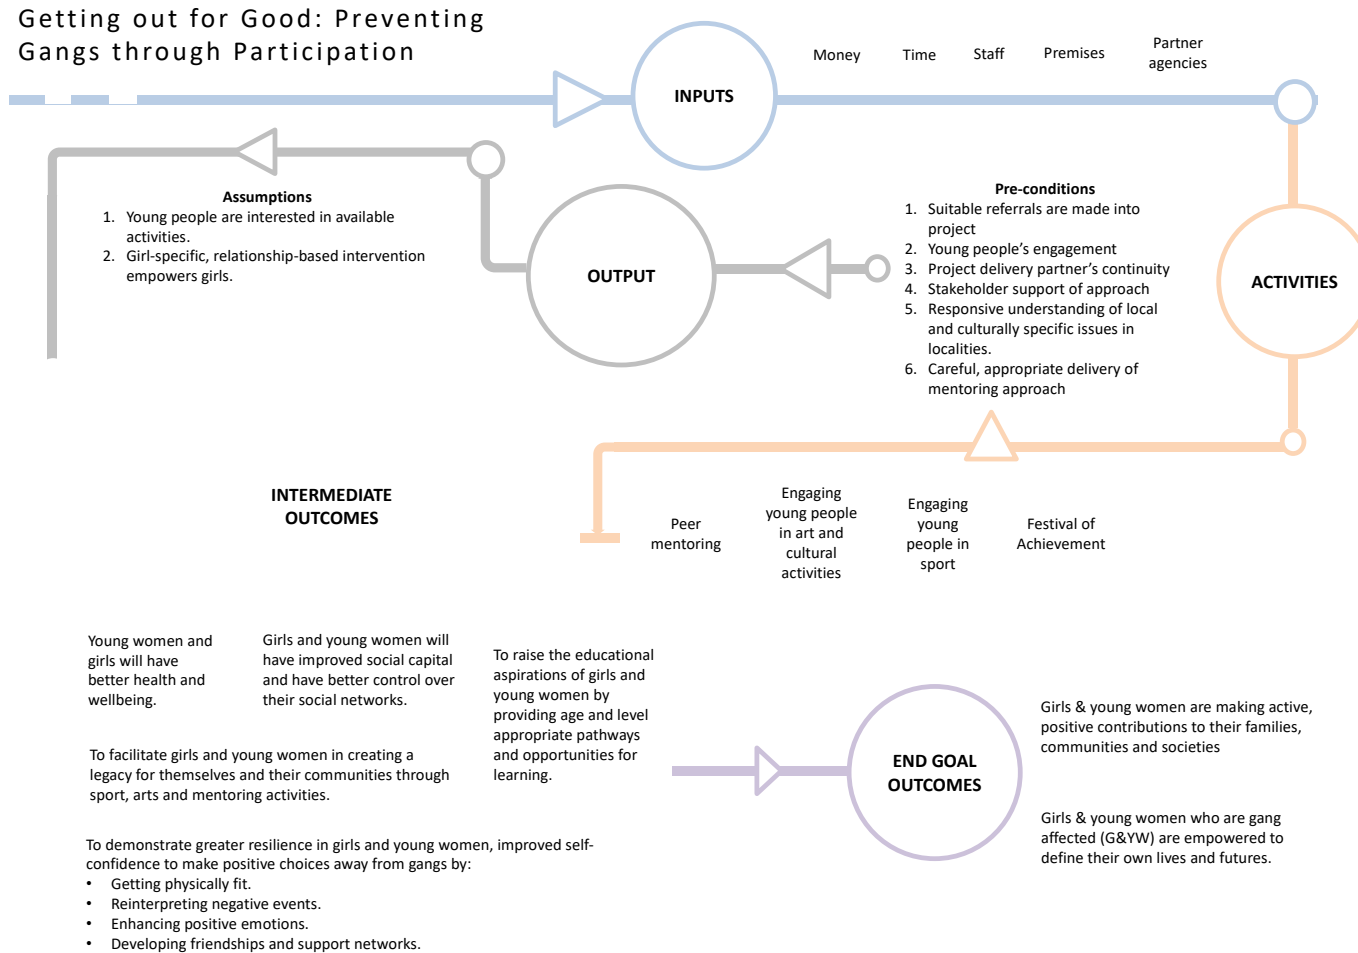 Getting out for Good: Preventing
Gangs through Participation
INPUTS
Money
Time
Staff
Premises
Partner
agencies
Assumptions
1. Young people are interested in available
activities.
2. Girl-specific, relationship-based intervention
empowers girls.
OUTPUT
Pre-conditions
1. Suitable referrals are made into
project
2. Young people’s engagement
3. Project delivery partner’s continuity
4. Stakeholder support of approach
5. Responsive understanding of local
and culturally specific issues in
localities.
6. Careful, appropriate delivery of
mentoring approach
ACTIVITIES
Peer
mentoring
Engaging
young people
in art and
cultural
activities
Engaging
young
people in
sport
Festival of
Achievement
INTERMEDIATE
OUTCOMES
Young women and
girls will have
better health and
wellbeing.
Girls and young women will
have improved social capital
and have better control over
their social networks.
To raise the educational
aspirations of girls and
young women by
providing age and level
appropriate pathways
and opportunities for
learning.
To facilitate girls and young women in creating a
legacy for themselves and their communities through
sport, arts and mentoring activities.
To demonstrate greater resilience in girls and young women, improved self-
confidence to make positive choices away from gangs by:
• Getting physically fit.
• Reinterpreting negative events.
• Enhancing positive emotions.
• Developing friendships and support networks.
END GOAL
OUTCOMES
Girls & young women are making active,
positive contributions to their families,
communities and societies
Girls & young women who are gang
affected (G&YW) are empowered to
define their own lives and futures.